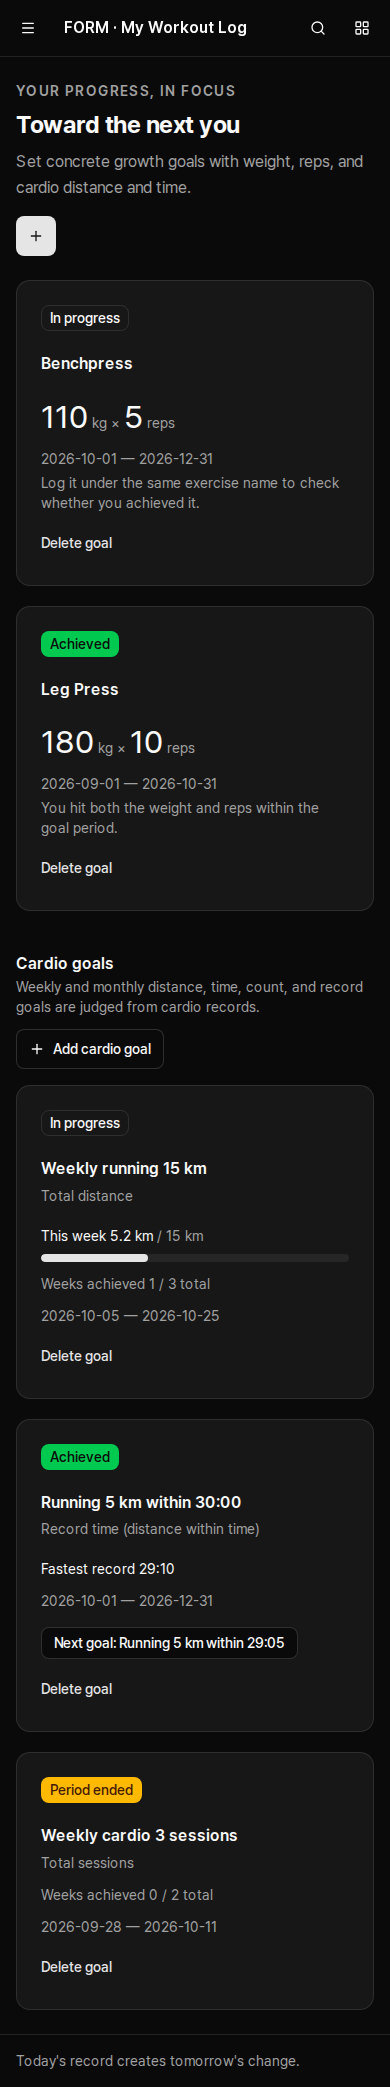 FORM · My Workout Log
YOUR PROGRESS, IN FOCUS
Toward the next you
Set concrete growth goals with weight, reps, and
cardio distance and time.
In progress
Benchpress
110 kg × 5 reps
2026-10-01 — 2026-12-31
Log it under the same exercise name to check
whether you achieved it.
Delete goal
Achieved
Leg Press
180 kg × 10 reps
2026-09-01 — 2026-10-31
You hit both the weight and reps within the
goal period.
Delete goal
Cardio goals
Weekly and monthly distance, time, count, and record
goals are judged from cardio records.
Add cardio goal
In progress
Weekly running 15 km
Total distance
This week 5.2 km / 15 km
Weeks achieved 1 / 3 total
2026-10-05 — 2026-10-25
Delete goal
Achieved
Running 5 km within 30:00
Record time (distance within time)
Fastest record 29:10
2026-10-01 — 2026-12-31
Next goal: Running 5 km within 29:05
Delete goal
Period ended
Weekly cardio 3 sessions
Total sessions
Weeks achieved 0 / 2 total
2026-09-28 — 2026-10-11
Delete goal
Today's record creates tomorrow's change.